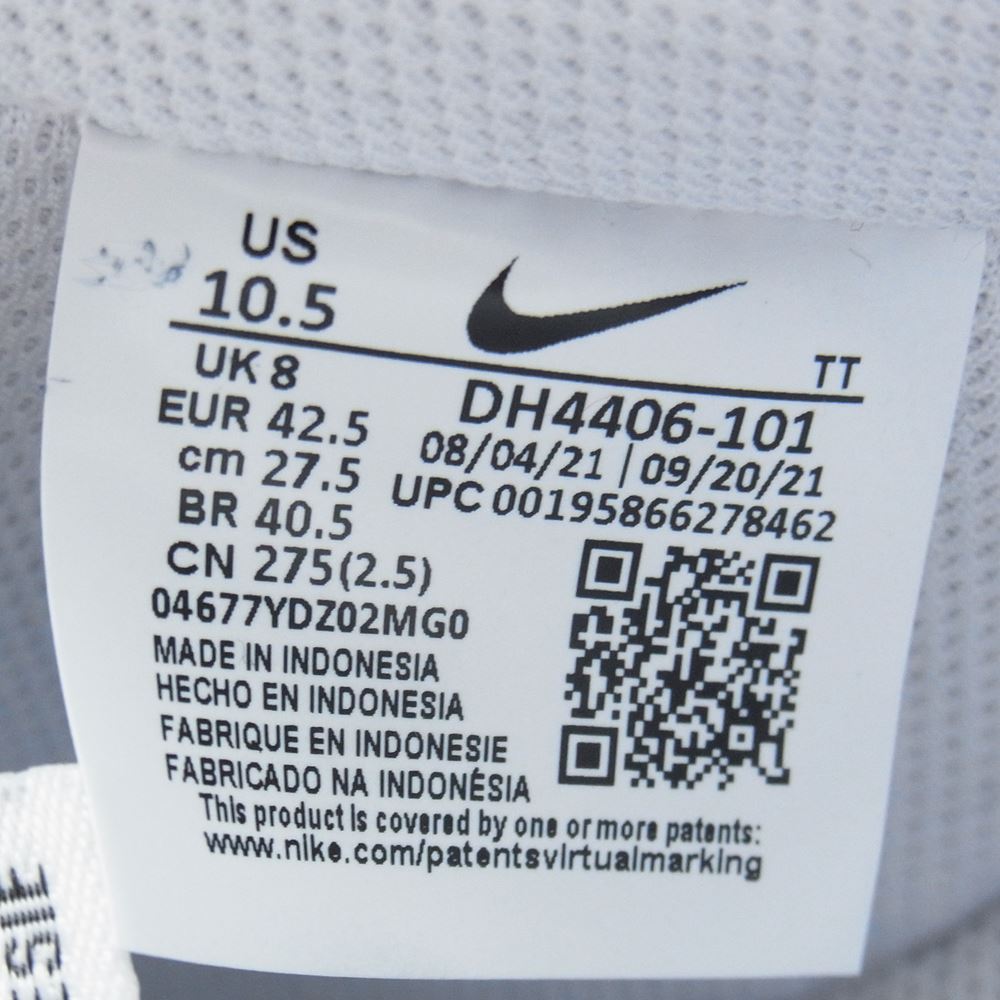 US
10.5
TT
UK 8
EUR 42.5
cm 27.5
BR 40.5
CN 275(2.5)
DH4406-101
08/04/21 | 09/20/21
UPC 00195866278462
04677YDZ02MG0
MADE IN INDONESIA
HECHO EN INDONESIA
FABRIQUE EN INDONESIE
FABRICADO NA INDONÉSIA
This product is covered by one or more patents:
www.nike.com/patentsvirtualmarking